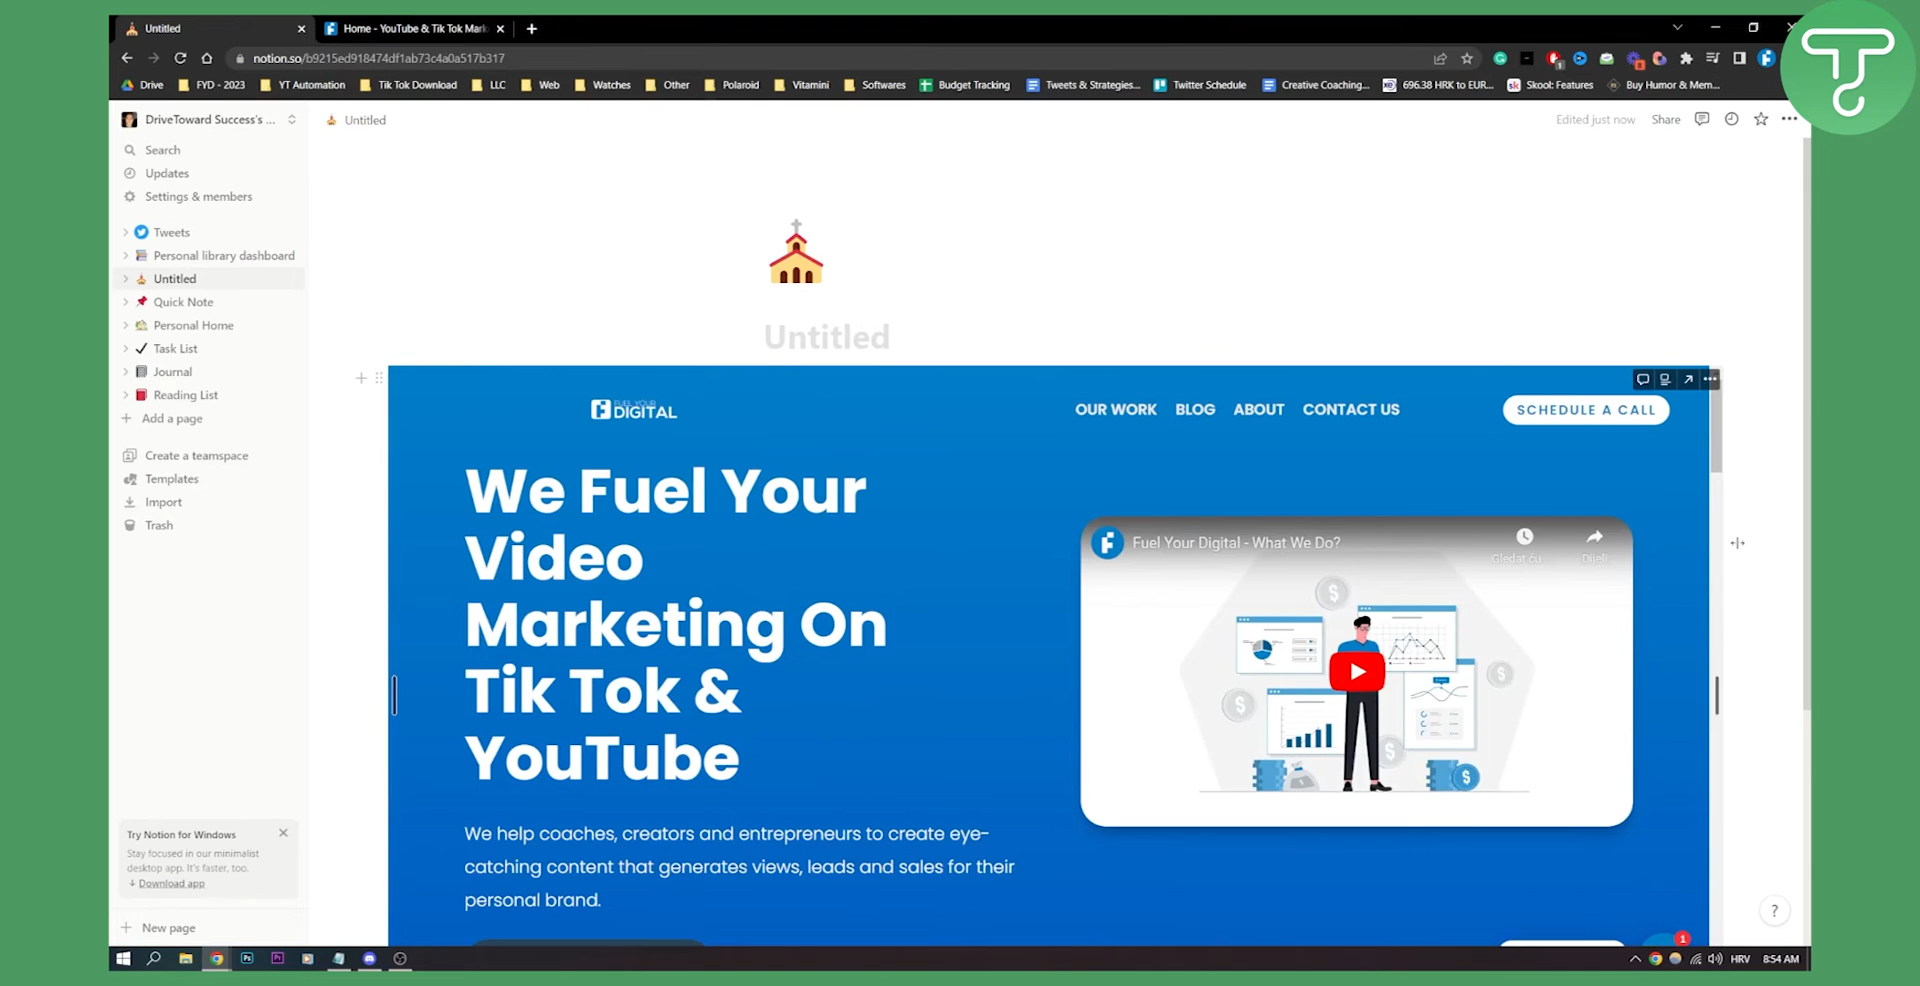 Untitled
Home - YouTube & Tik Tok Mark
notion.so/b9215ed918474df1ab73c4a0a517b317
Drive
FYD - 2023
YT Automation
Tik Tok Download
LLC
Web
Watches
Other
Polaroid
Vitamini
Softwares
Budget Tracking
Tweets & Strategies...
Twitter Schedule
Creative Coaching...
696.38 HRK to EUR...
Skool: Features
Buy Humor & Mem...
DriveToward Success's ...
Untitled
Edited just now
Share
Search
Updates
Settings & members
Tweets
Personal library dashboard
Untitled
Quick Note
Personal Home
Task List
Journal
Reading List
Add a page
Create a teamspace
Templates
Import
Trash
Try Notion for Windows
Stay focused in our minimalist
desktop app. It's faster, too.
Download app
New page
Untitled
FUEL YOUR
DIGITAL
OUR WORK
BLOG
ABOUT
CONTACT US
SCHEDULE A CALL
We Fuel Your
Video
Marketing On
Tik Tok &
YouTube
We help coaches, creators and entrepreneurs to create eye-
catching content that generates views, leads and sales for their
personal brand.
Fuel Your Digital - What We Do?
Gledat ću
Dijeli
1
?
HRV
8:54 AM